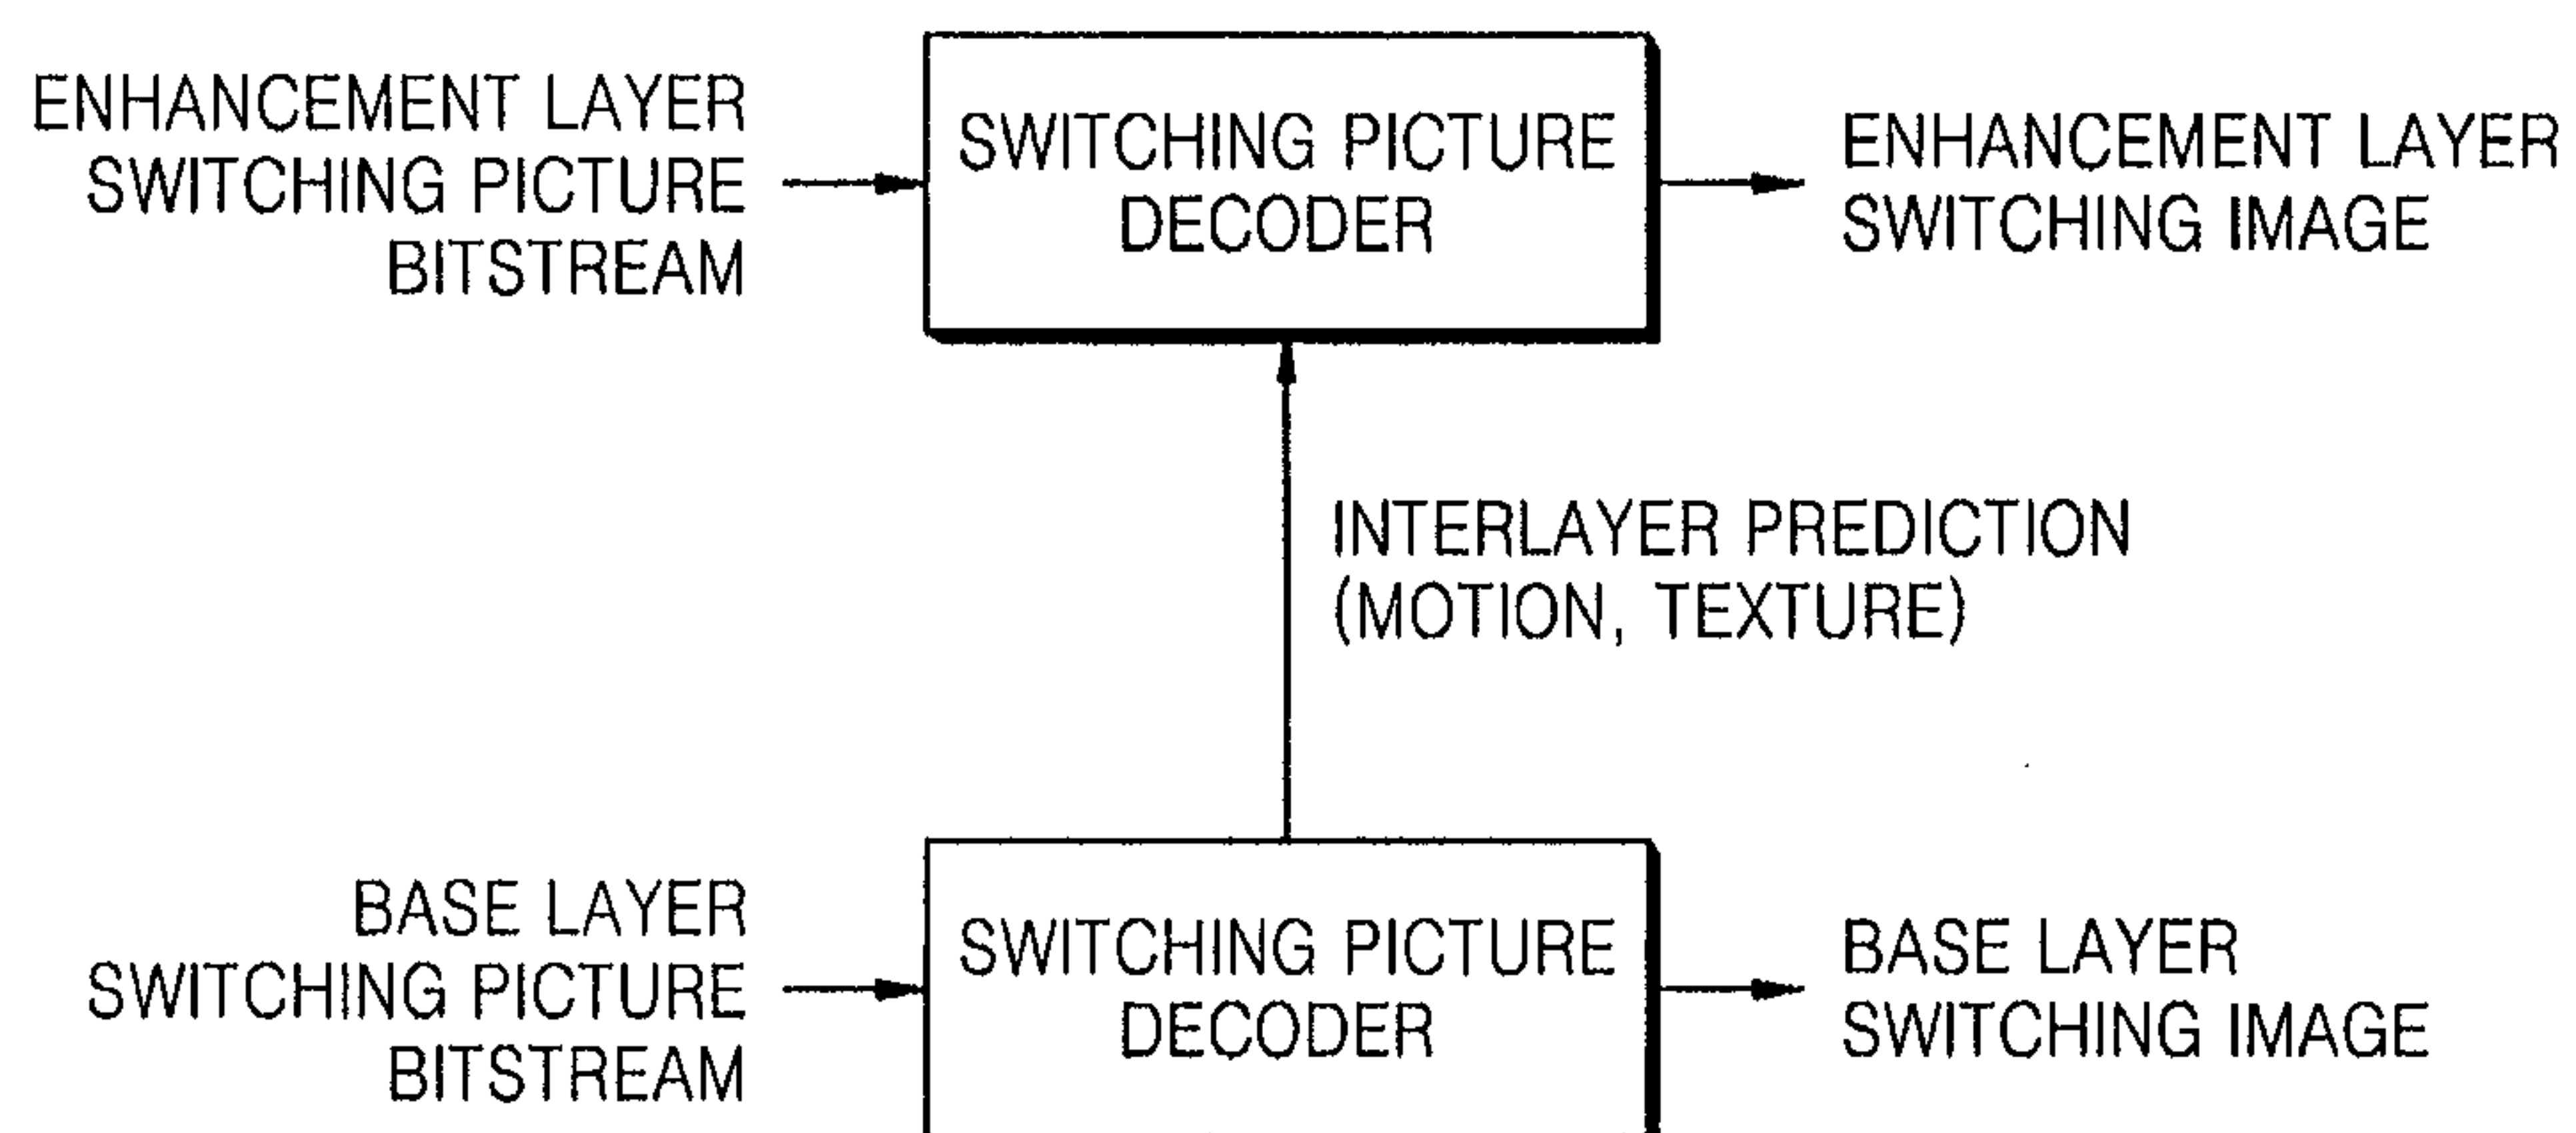 ENHANCEMENT LAYER
SWITCHING PICTURE
BITSTREAM
SWITCHING PICTURE
DECODER
ENHANCEMENT LAYER
SWITCHING IMAGE
INTERLAYER PREDICTION
(MOTION, TEXTURE)
BASE LAYER
SWITCHING PICTURE
BITSTREAM
SWITCHING PICTURE
DECODER
BASE LAYER
SWITCHING IMAGE